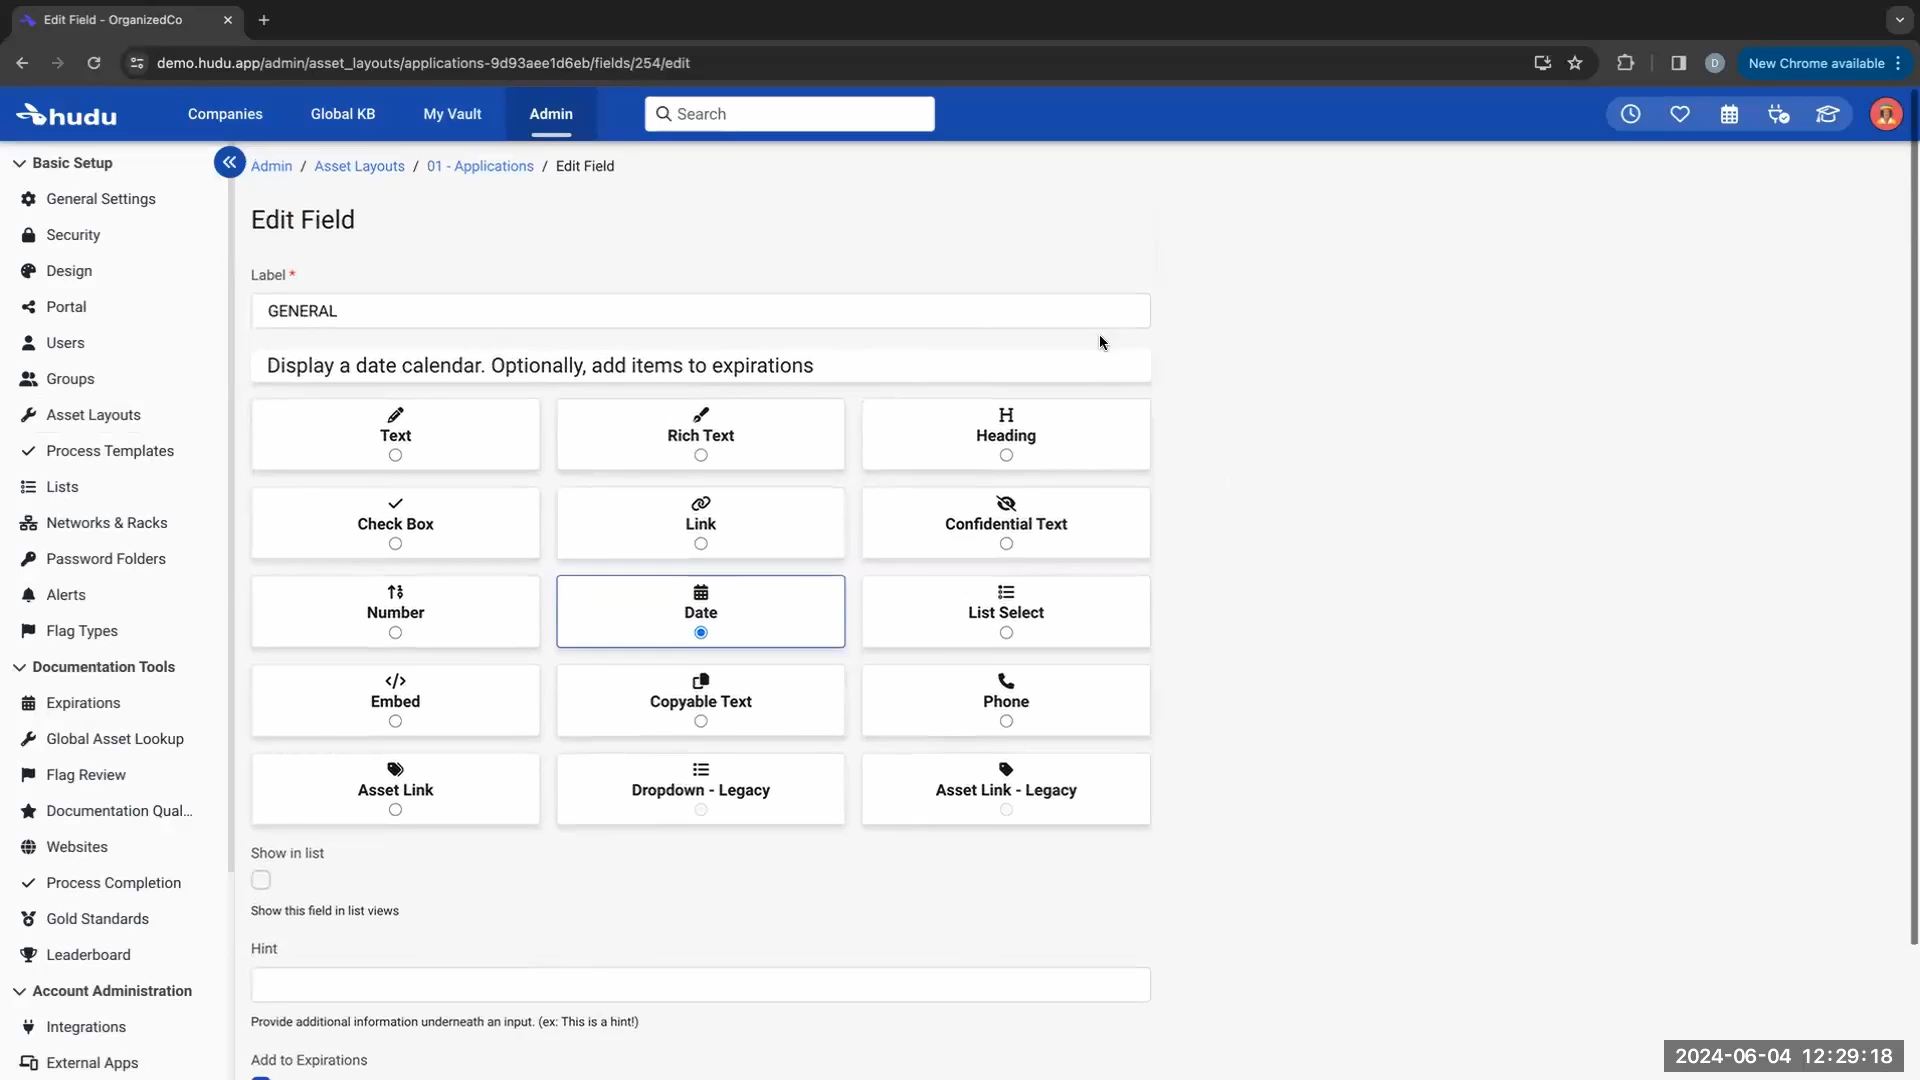 Edit Field - OrganizedCo
demo.hudu.app/admin/asset_layouts/applications-9d93aee1d6eb/fields/254/edit
D
New Chrome available
hudu
Companies
Global KB
My Vault
Admin
Search
Basic Setup
General Settings
Security
Design
Portal
Users
Groups
Asset Layouts
Process Templates
Lists
Networks & Racks
Password Folders
Alerts
Flag Types
Documentation Tools
Expirations
Global Asset Lookup
Flag Review
Documentation Qual...
Websites
Process Completion
Gold Standards
Leaderboard
Account Administration
Integrations
External Apps
Admin / Asset Layouts / 01 - Applications / Edit Field
Edit Field
Label *
GENERAL
Display a date calendar. Optionally, add items to expirations
Text
Rich Text
Heading
Check Box
Link
Confidential Text
Number
Date
List Select
Embed
Copyable Text
Phone
Asset Link
Dropdown - Legacy
Asset Link - Legacy
Show in list
Show this field in list views
Hint
Provide additional information underneath an input. (ex: This is a hint!)
Add to Expirations
2024-06-04 12:29:18